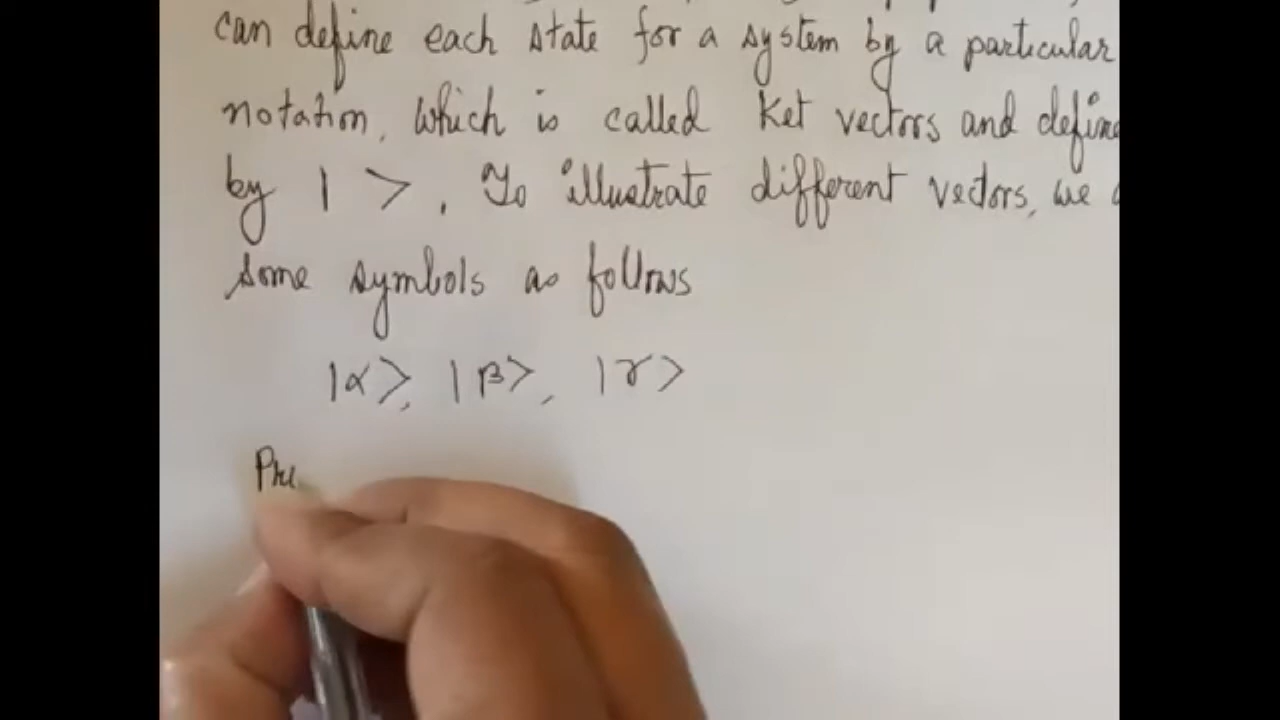 can define each state for a system by a particular
notation, which is called Ket vectors and define
by | >. To illustrate different vectors, we
some symbols as follows
|α>, |β>, |γ>